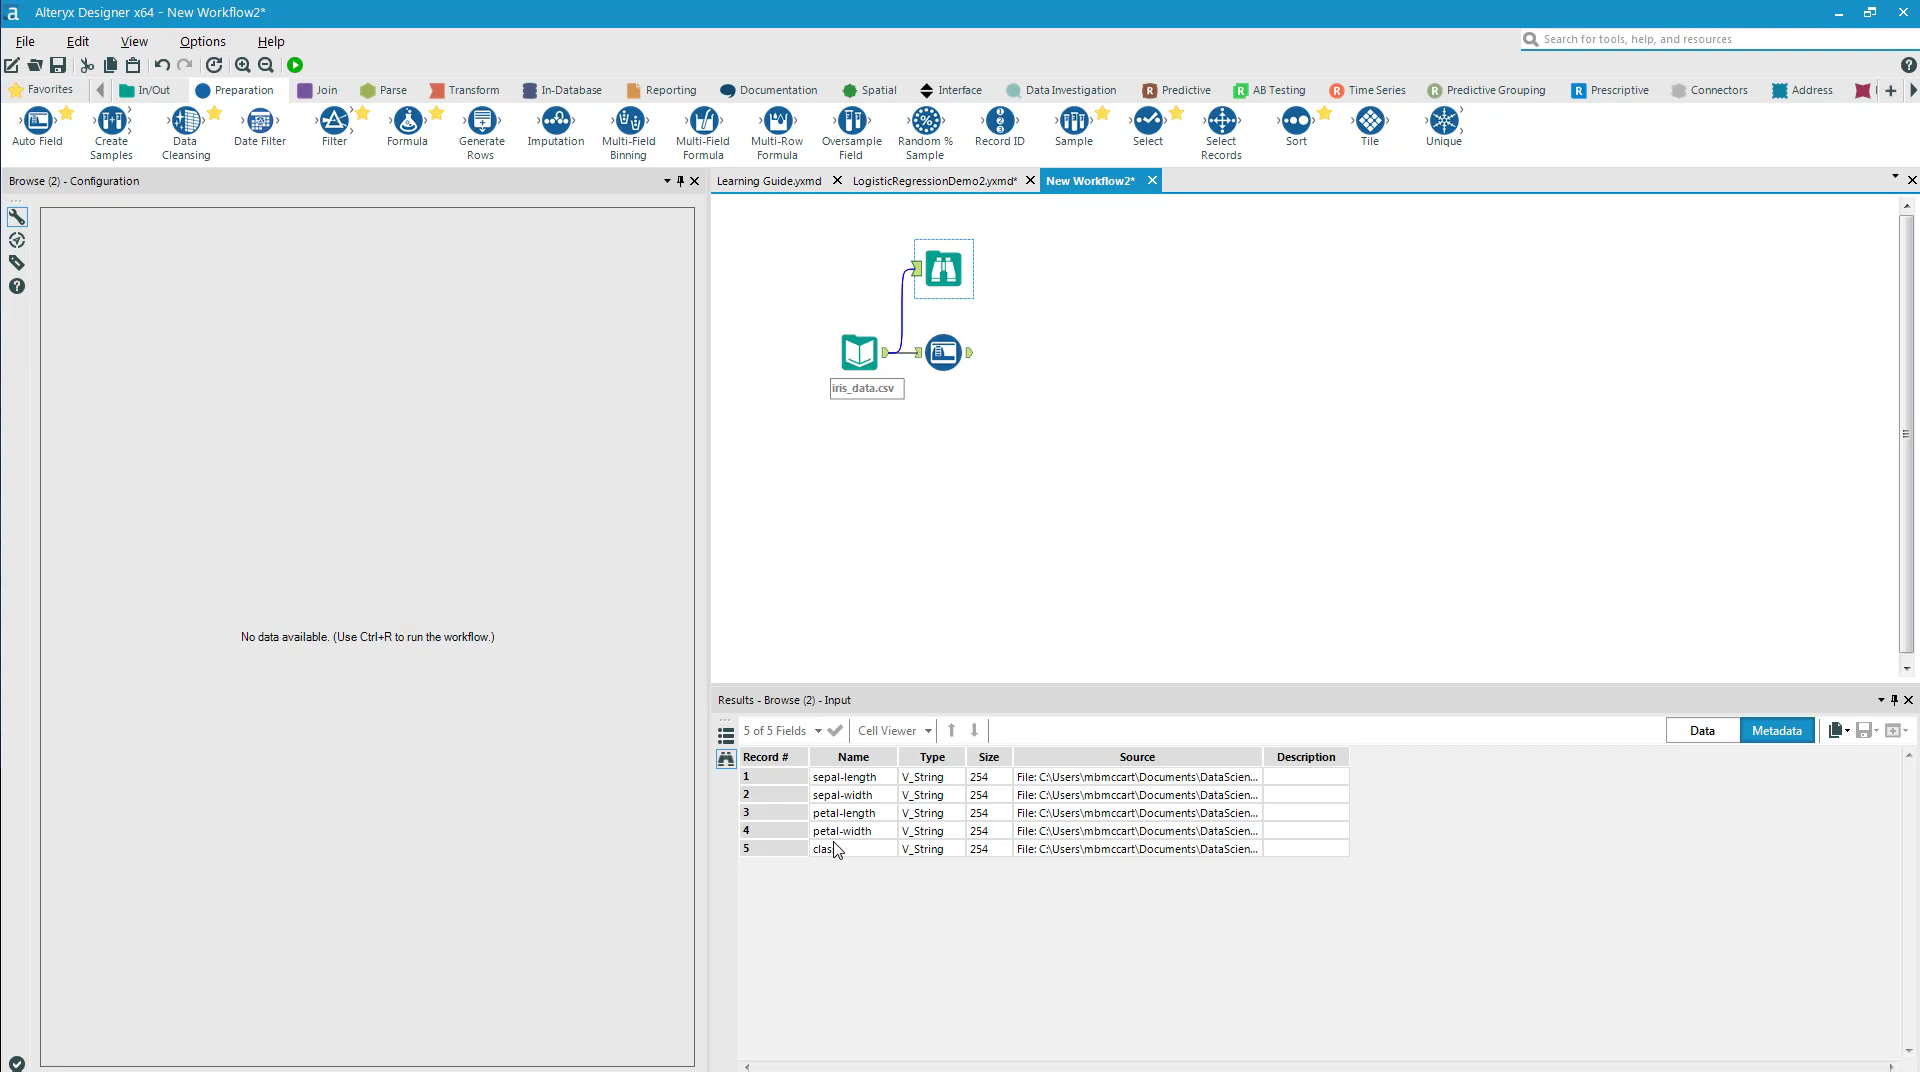 a Alteryx Designer x64 - New Workflow2*
File Edit View Options Help
Search for tools, help, and resources
Favorites In/Out Preparation Join Parse Transform In-Database Reporting Documentation Spatial Interface Data Investigation Predictive AB Testing Time Series Predictive Grouping Prescriptive Connectors Address
Auto Field Create Samples Data Cleansing Date Filter Filter Formula Generate Rows Imputation Multi-Field Binning Multi-Field Formula Multi-Row Formula Oversample Field Random % Sample Record ID Sample Select Select Records Sort Tile Unique
Browse (2) - Configuration
Learning Guide.yxmd LogisticRegressionDemo2.yxmd* New Workflow2*
iris_data.csv
No data available. (Use Ctrl+R to run the workflow.)
Results - Browse (2) - Input
5 of 5 Fields Cell Viewer Data Metadata
Record # Name Type Size Source Description
1 sepal-length V_String 254 File: C:\Users\mbmccart\Documents\DataScien...
2 sepal-width V_String 254 File: C:\Users\mbmccart\Documents\DataScien...
3 petal-length V_String 254 File: C:\Users\mbmccart\Documents\DataScien...
4 petal-width V_String 254 File: C:\Users\mbmccart\Documents\DataScien...
5 clas V_String 254 File: C:\Users\mbmccart\Documents\DataScien...